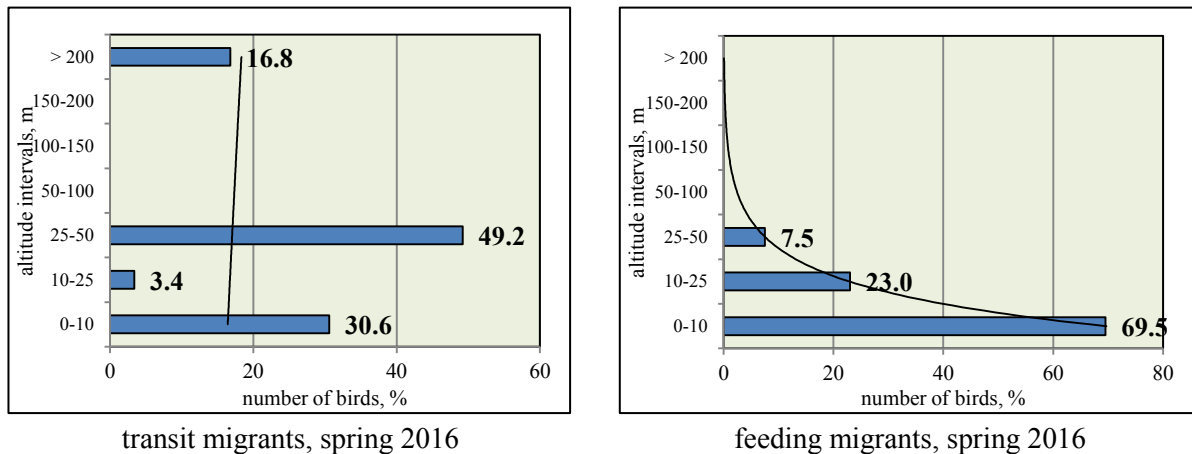 altitude intervals, m
> 200
150-200
100-150
50-100
25-50
10-25
0-10
16.8
49.2
3.4
30.6
0 20 40 60
number of birds, %
transit migrants, spring 2016
altitude intervals, m
> 200
150-200
100-150
50-100
25-50
10-25
0-10
7.5
23.0
69.5
0 20 40 60 80
number of birds, %
feeding migrants, spring 2016